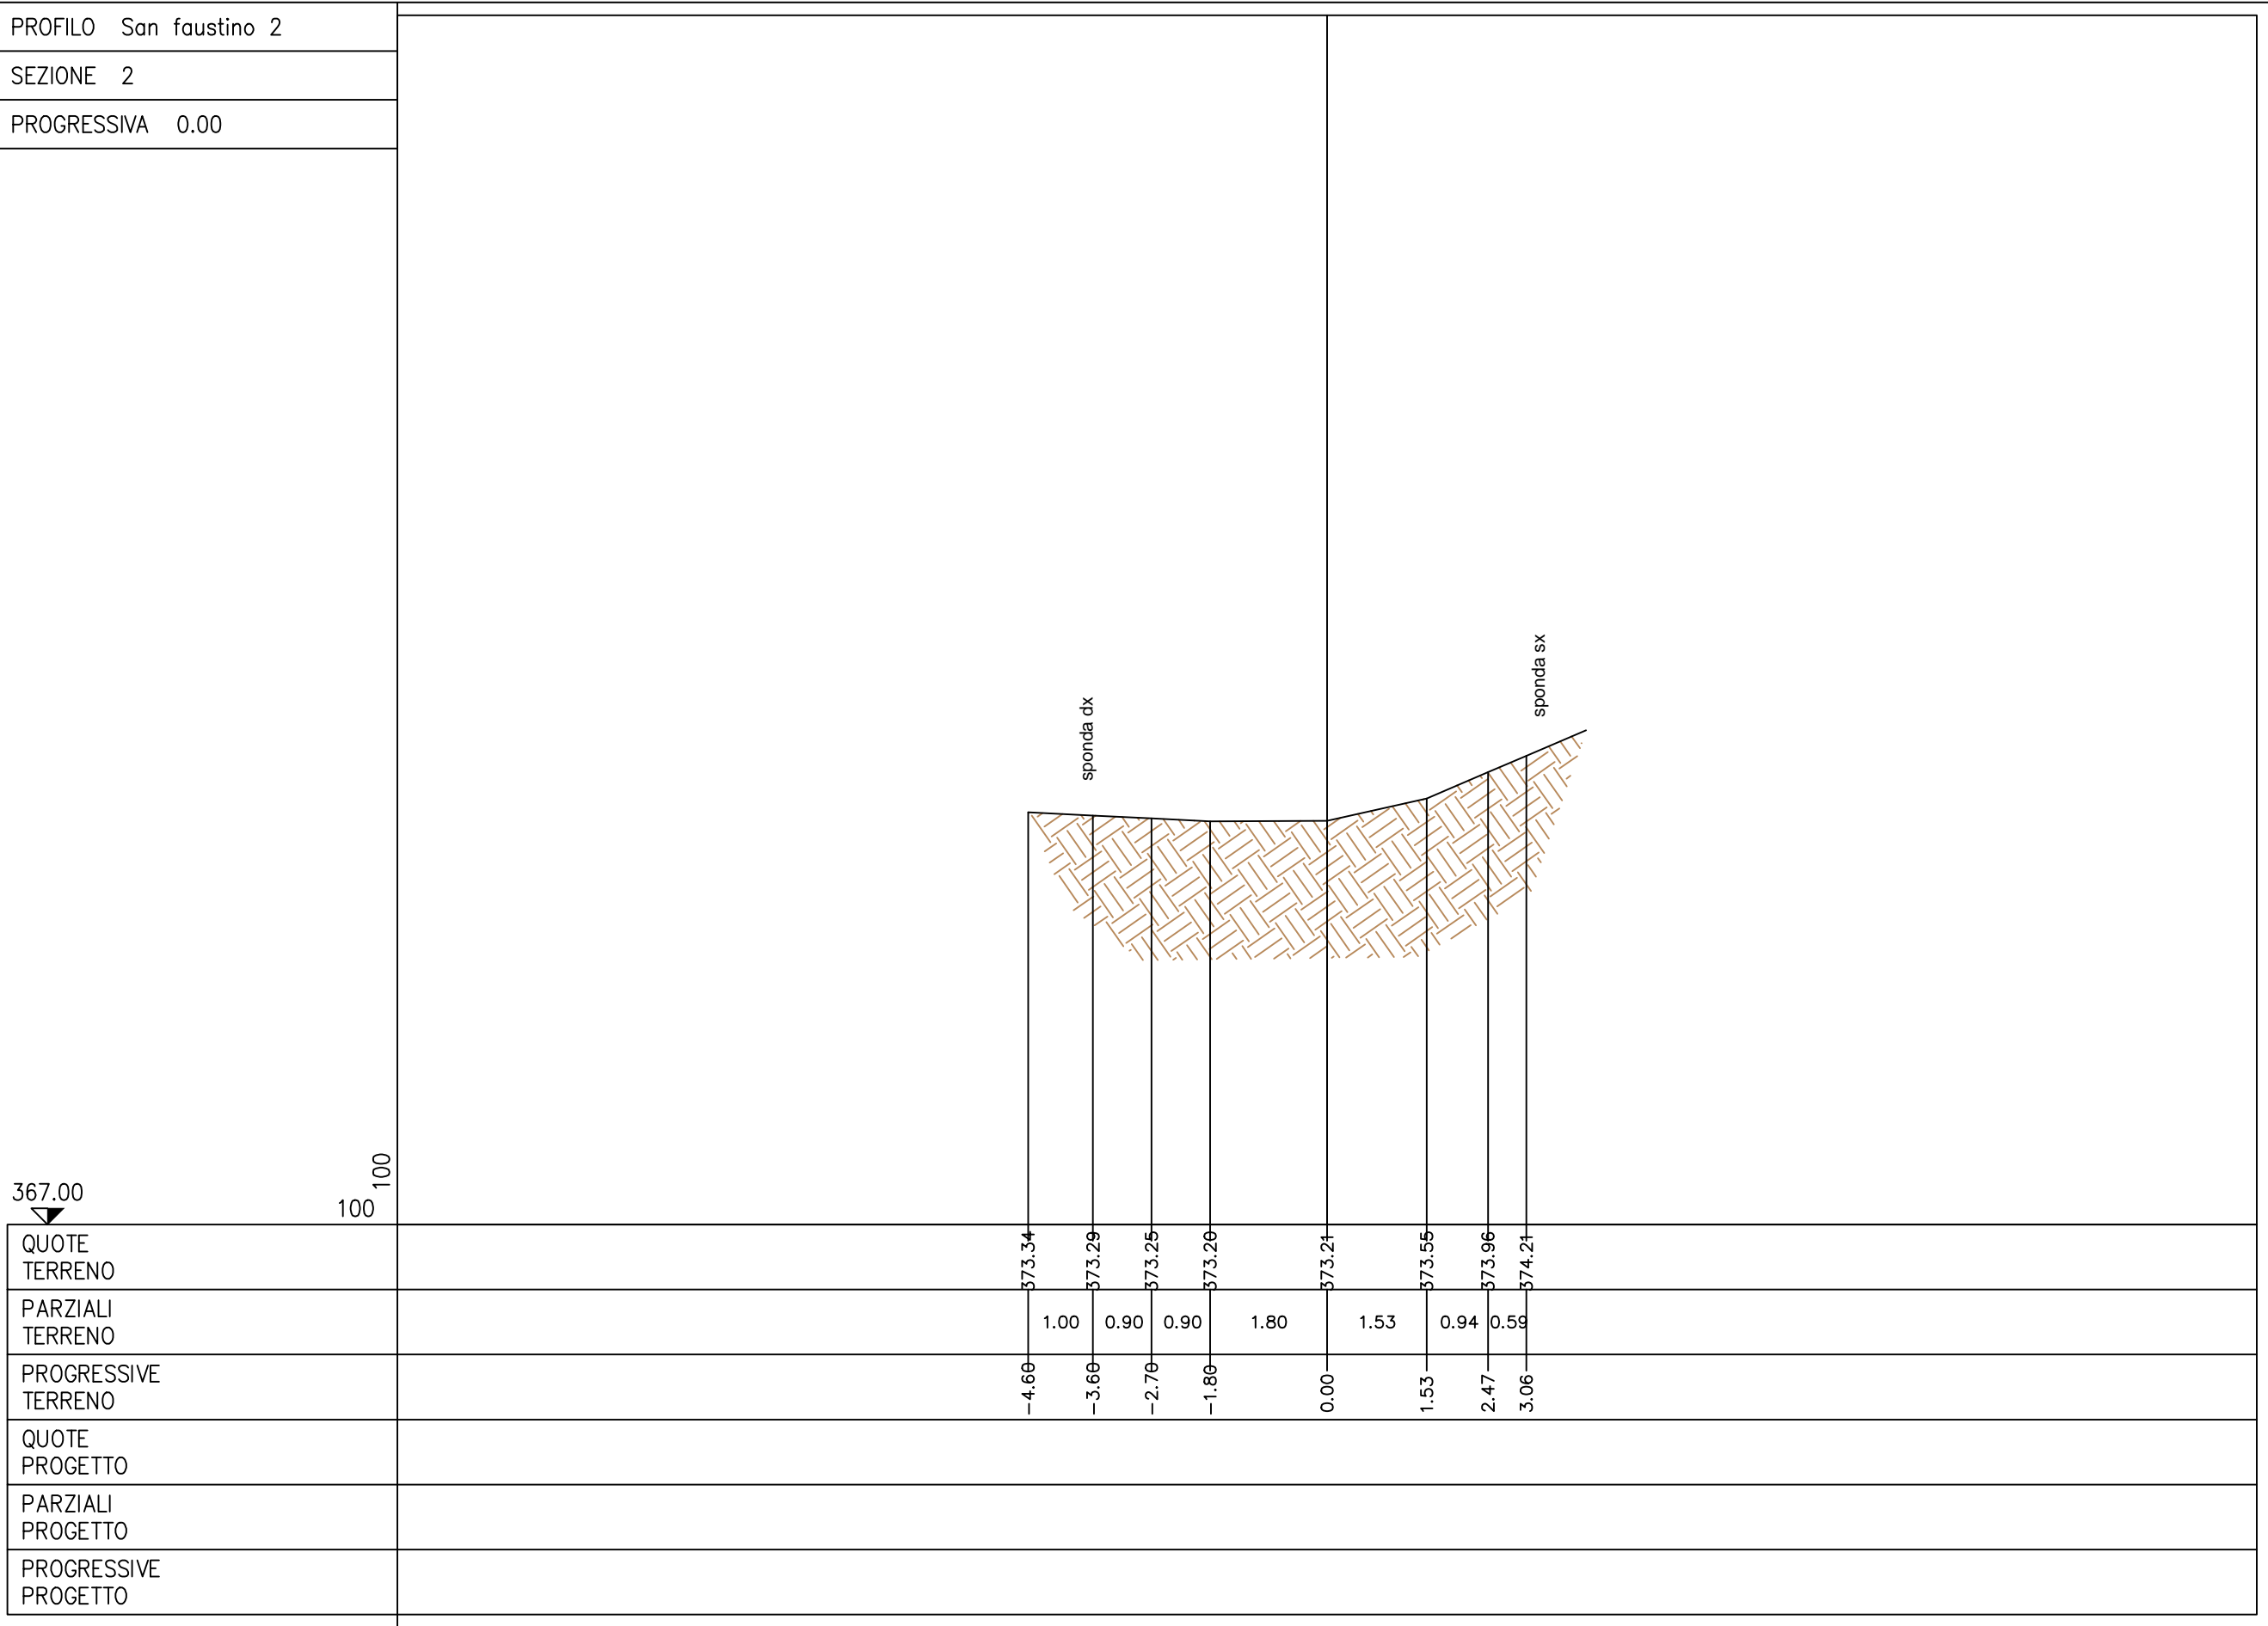 PROFILO San faustino 2
SEZIONE 2
PROGRESSIVA 0.00
sponda sx
sponda dx
100
367.00
100
QUOTE
TERRENO
373.34 373.29 373.25 373.20 373.21 373.55 373.96 374.21
PARZIALI
TERRENO
1.00 0.90 0.90 1.80 1.53 0.94 0.59
PROGRESSIVE
TERRENO
-4.60 -3.60 -2.70 -1.80 0.00 1.53 2.47 3.06
QUOTE
PROGETTO
PARZIALI
PROGETTO
PROGRESSIVE
PROGETTO